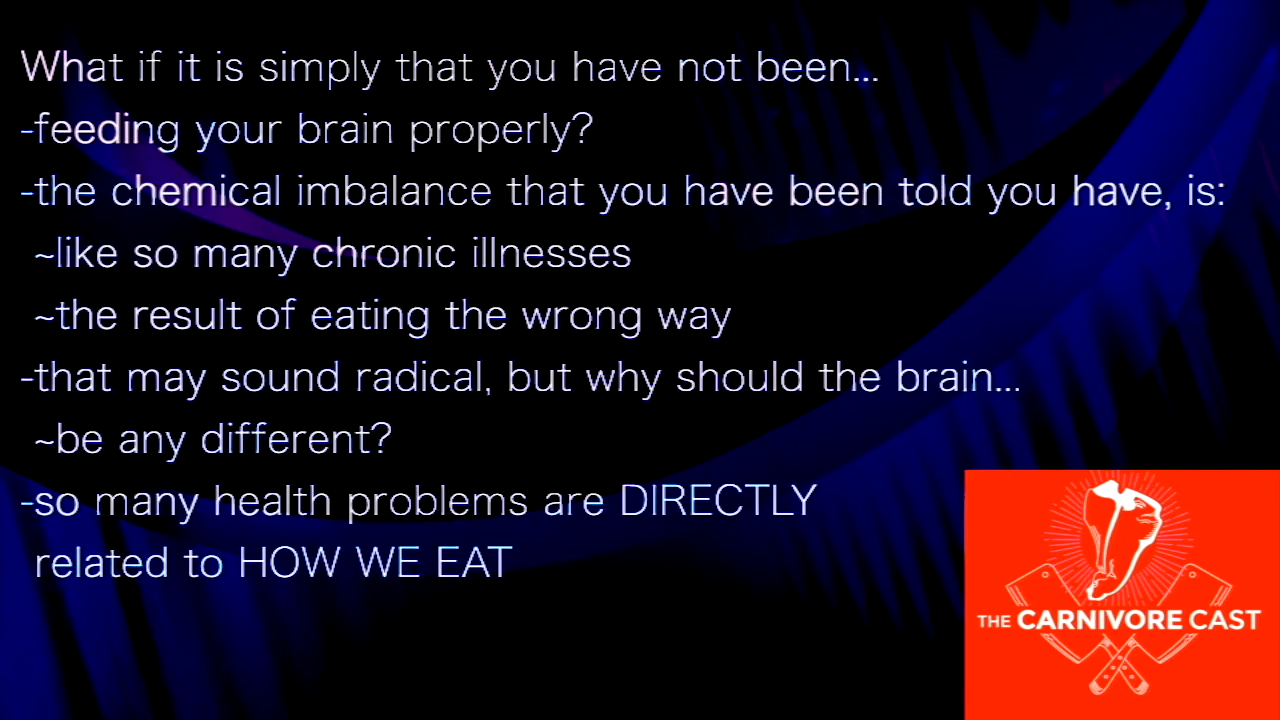 What if it is simply that you have not been...
-feeding your brain properly?
-the chemical imbalance that you have been told you have, is:
~like so many chronic illnesses
~the result of eating the wrong way
-that may sound radical, but why should the brain...
~be any different?
-so many health problems are DIRECTLY
related to HOW WE EAT
THE CARNIVORE CAST